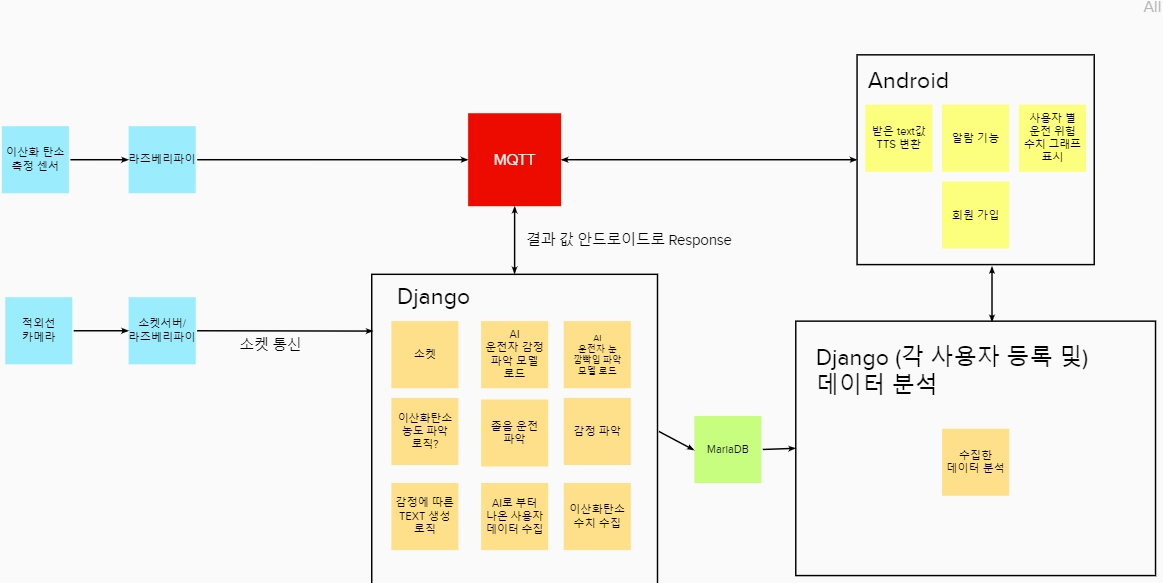 All
Android
받은 text값
TTS 변환
알람 기능
사용자 별
운전 위험
수치 그래프
표시
회원 가입
이산화 탄소
측정 센서
라즈베리파이
MQTT
결과 값 안드로이드로 Response
적외선
카메라
소켓서버/
라즈베리파이
소켓 통신
Django
소켓
AI
운전자 감정
파악 모델
로드
AI
운전자 눈
깜빡임 파악
모델 로드
이산화탄소
농도 파악
로직?
졸음 운전
파악
감정 파악
감정에 따른
TEXT 생성
로직
AI로 부터
나온 사용자
데이터 수집
이산화탄소
수치 수집
MariaDB
Django (각 사용자 등록 및)
데이터 분석
수집한
데이터 분석